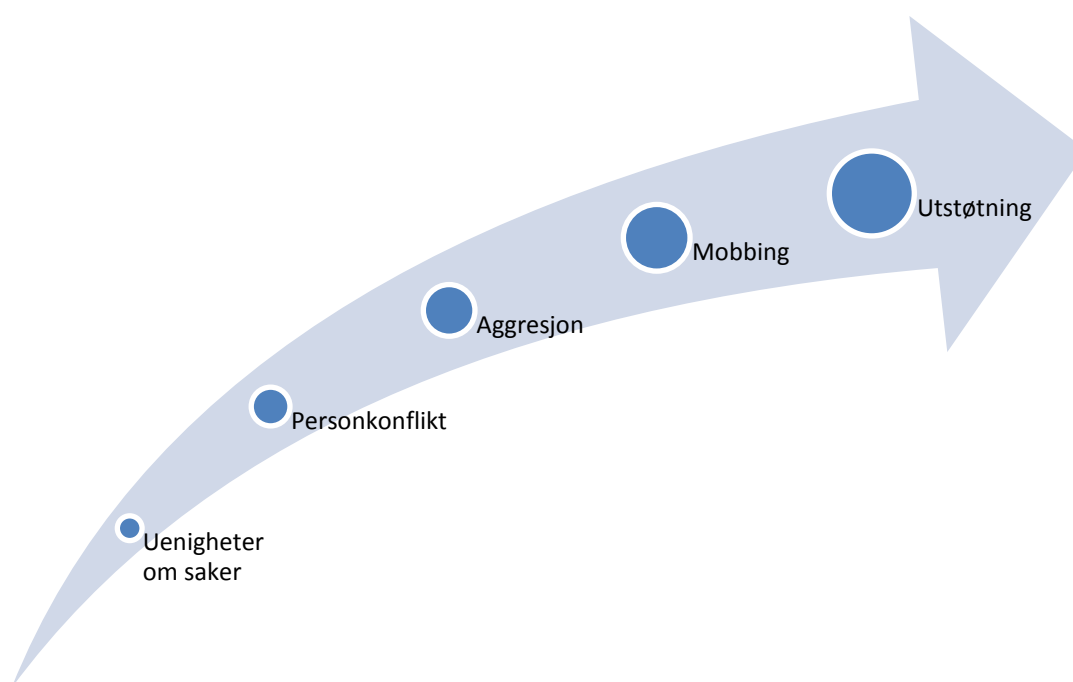 Utstøtning
Mobbing
Aggresjon
Personkonflikt
Uenigheter
om saker